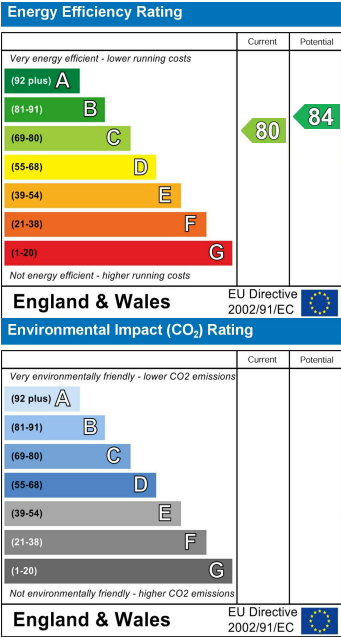 Energy Efficiency Rating
Current Potential
Very energy efficient - lower running costs
(92 plus) A
(81-91) B
(69-80) C
(55-68) D
(39-54) E
(21-38) F
(1-20) G
80
84
Not energy efficient - higher running costs
England & Wales
EU Directive
2002/91/EC
Environmental Impact (CO₂) Rating
Current Potential
Very environmentally friendly - lower CO2 emissions
(92 plus) A
(81-91) B
(69-80) C
(55-68) D
(39-54) E
(21-38) F
(1-20) G
Not environmentally friendly - higher CO2 emissions
England & Wales
EU Directive
2002/91/EC